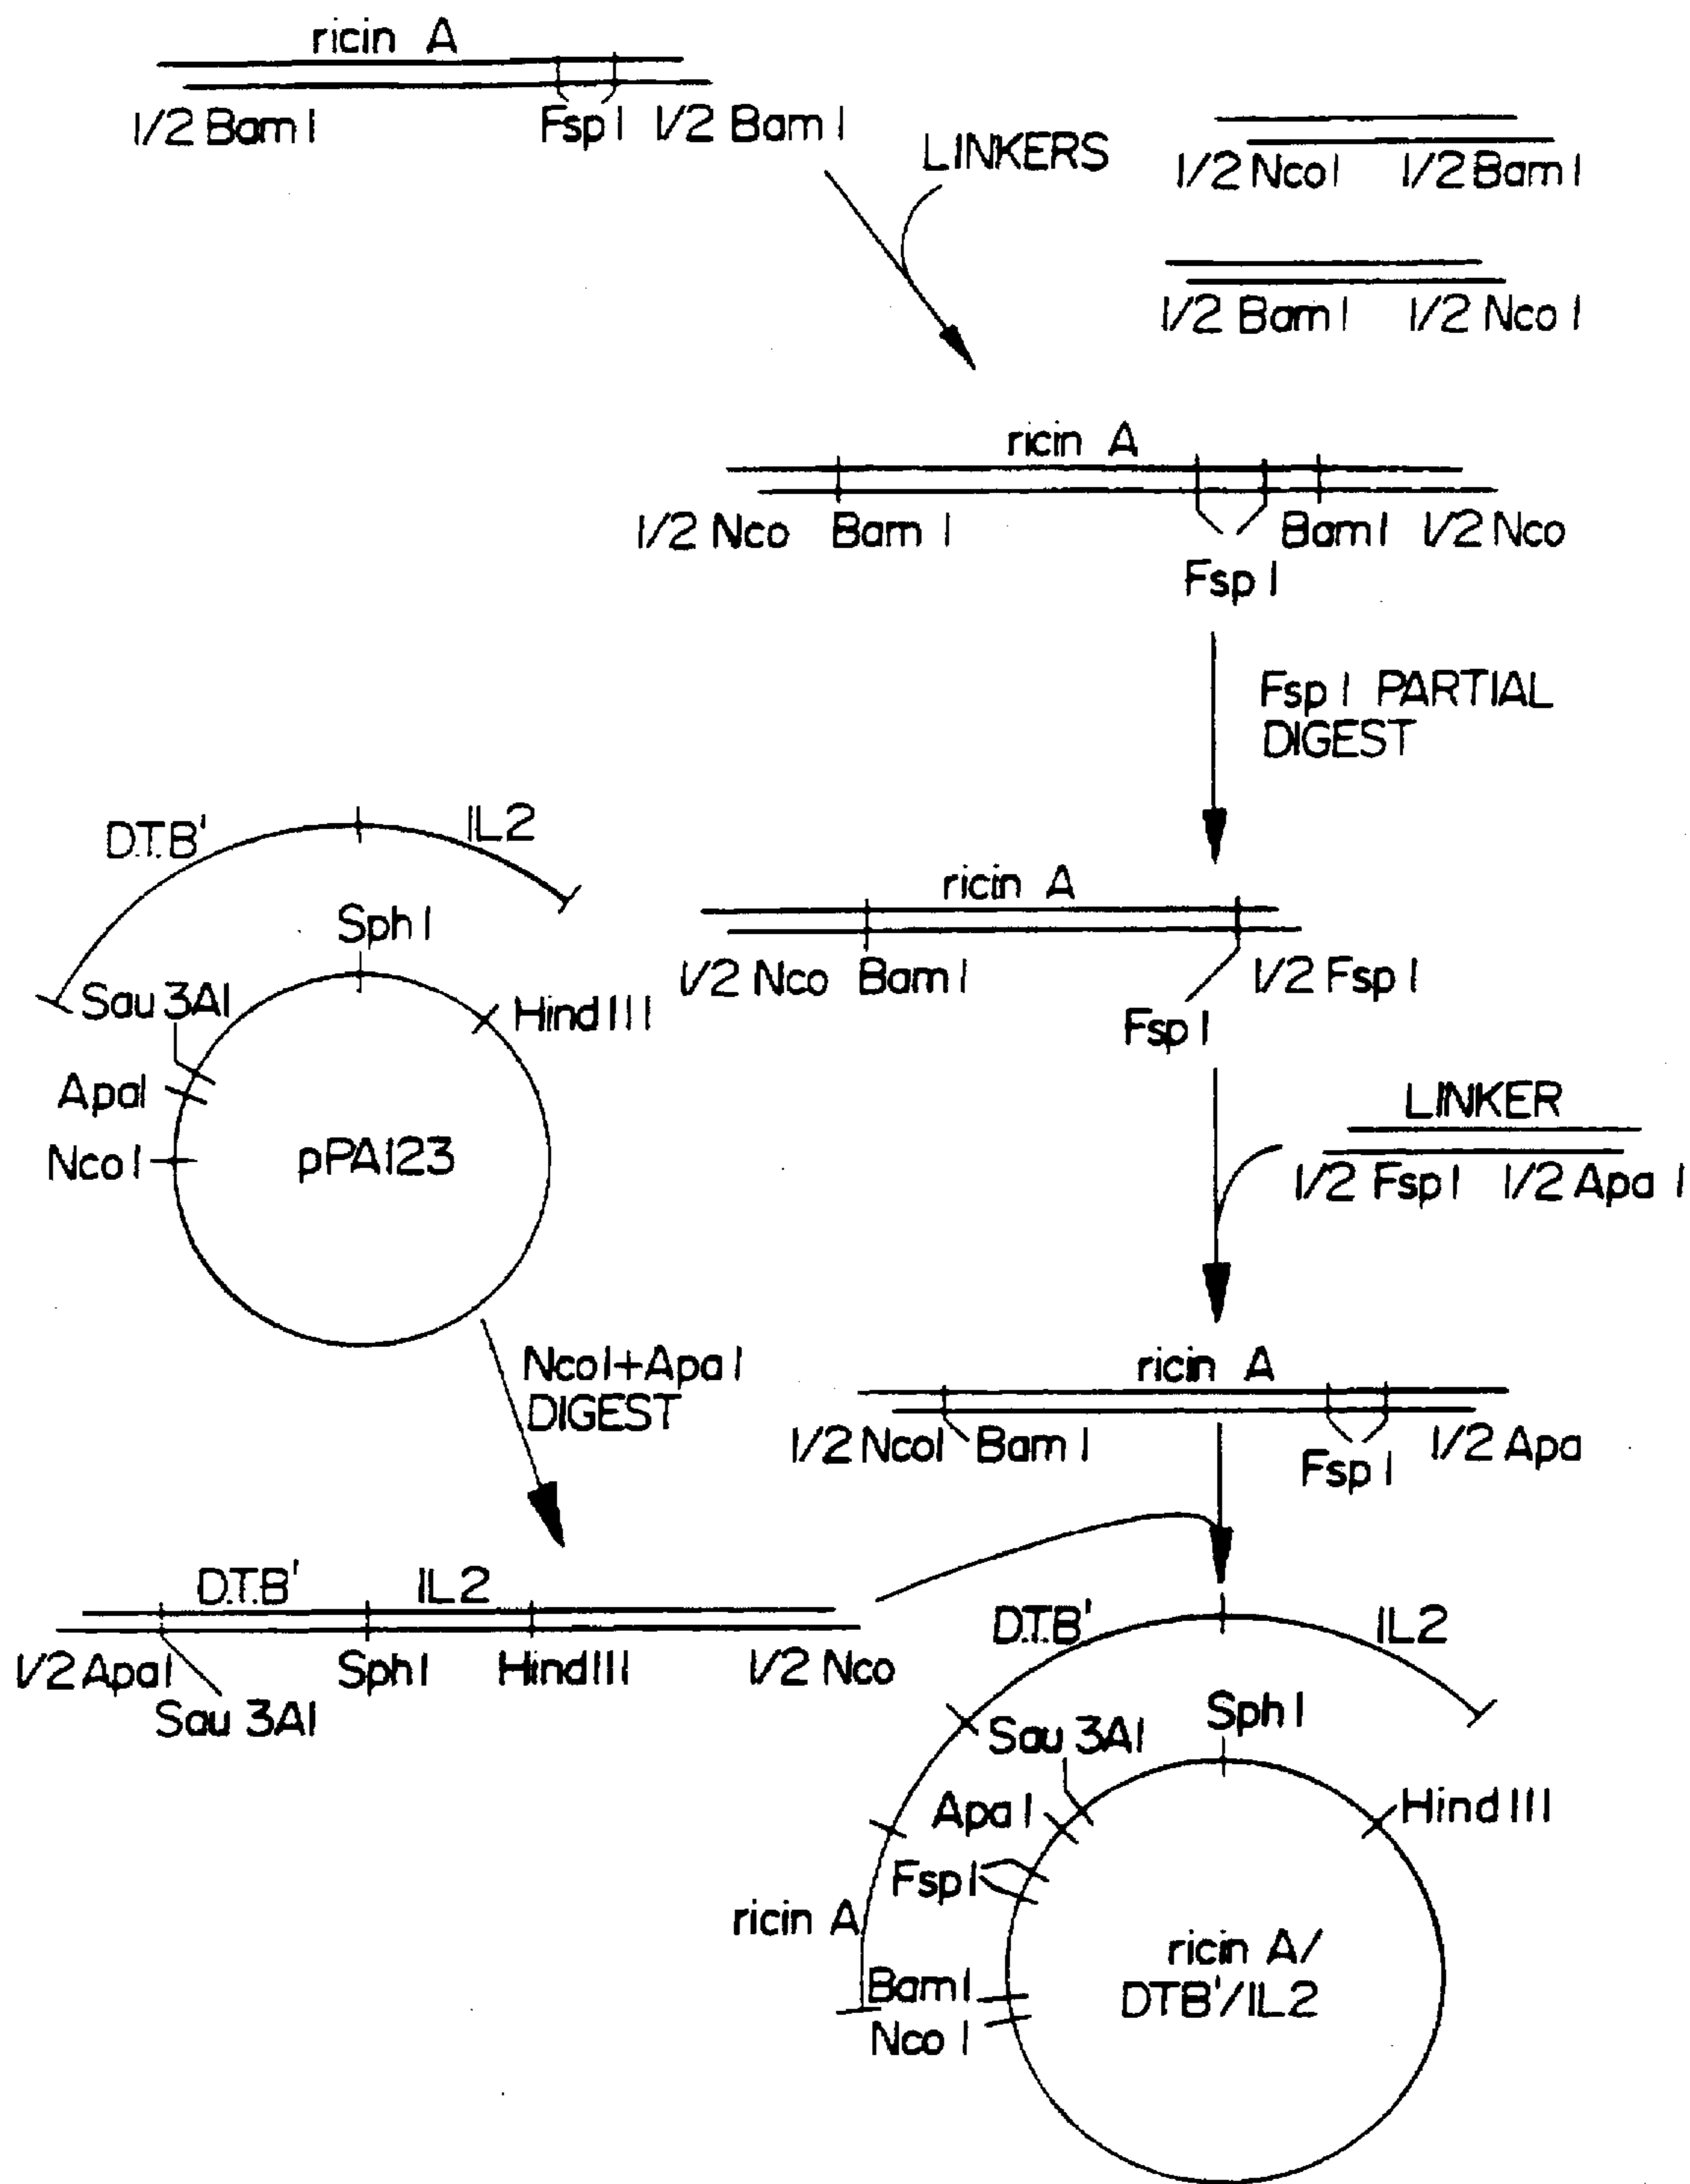 ricin A
1/2 Bam I
Fsp I
1/2 Bam I
LINKERS
1/2 Nco I
1/2 Bam I
1/2 Bam I
1/2 Nco I
ricin A
1/2 Nco
Bam I
Bam I
1/2 Nco
Fsp I
Fsp I PARTIAL
DIGEST
D.T.B'
IL2
Sph I
Sau 3AI
Hind III
Apa I
Nco I
pPA123
ricin A
1/2 Nco
Bam I
1/2 Fsp I
Fsp I
LINKER
1/2 Fsp I
1/2 Apa I
Nco I + Apa I
DIGEST
ricin A
1/2 Nco I
Bam I
Fsp I
1/2 Apa
D.T.B'
IL2
1/2 Apa I
Sph I
Hind III
1/2 Nco
Sau 3AI
D.T.B'
IL2
Sph I
Sau 3AI
Apa I
Hind III
Fsp I
ricin A
ricin A/
DTB'/IL2
Bam I
Nco I